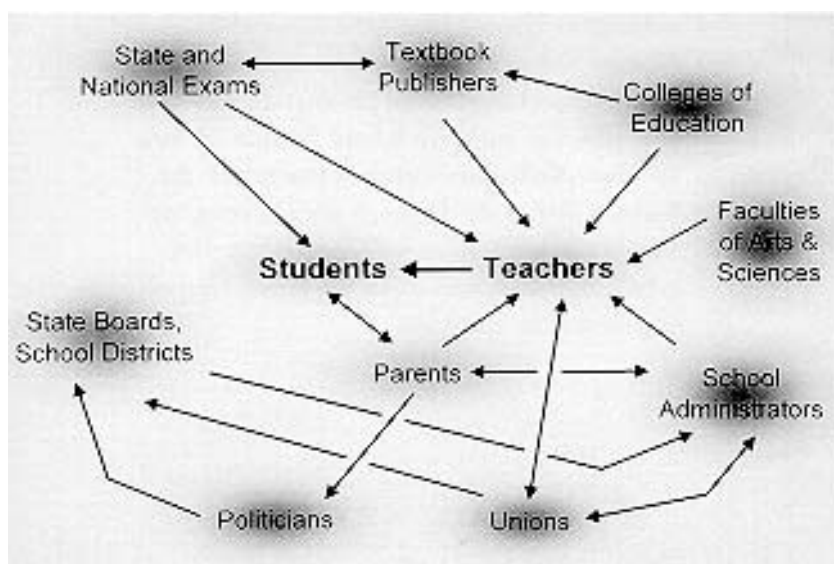 State and
National Exams
Textbook
Publishers
Colleges of
Education
Faculties
of Arts &
Sciences
Students
Teachers
State Boards,
School Districts
Parents
School
Administrators
Politicians
Unions